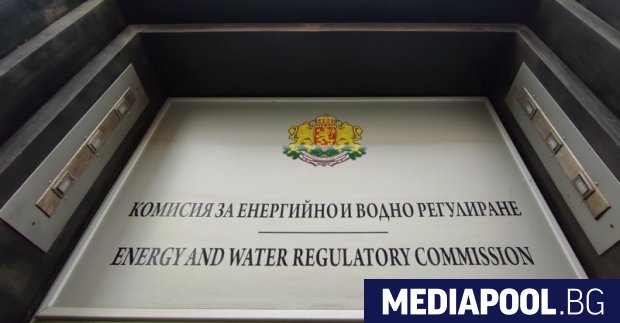 КОМИСИЯ ЗА ЕНЕРГИЙНО И ВОДНО РЕГУЛИРАНЕ
ENERGY AND WATER REGULATORY COMMISSION
MEDIAPOOL.BG